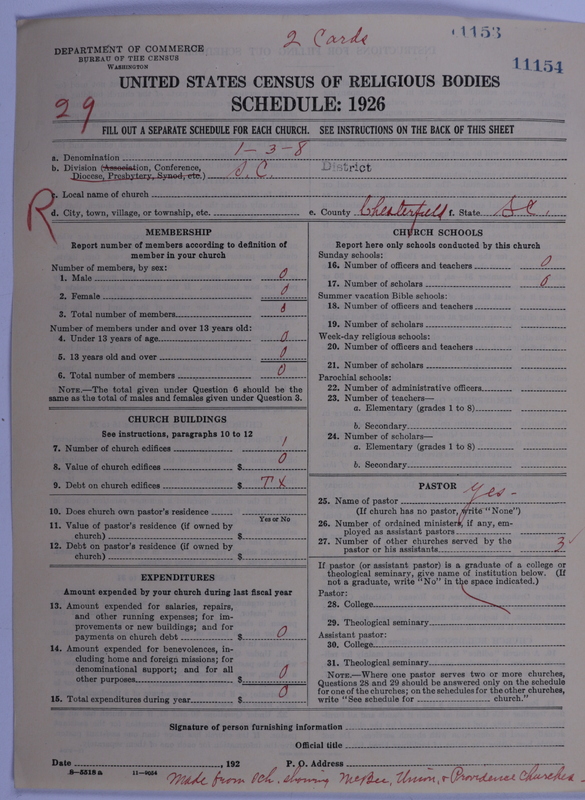 2 Cards
11153
DEPARTMENT OF COMMERCE
BUREAU OF THE CENSUS
WASHINGTON
11154
UNITED STATES CENSUS OF RELIGIOUS BODIES
29
SCHEDULE: 1926
FILL OUT A SEPARATE SCHEDULE FOR EACH CHURCH. SEE INSTRUCTIONS ON THE BACK OF THIS SHEET
a. Denomination 1-3-8
b. Division (Association, Conference, Diocese, Presbytery, Synod, etc.) S.C. District
c. Local name of church
R
d. City, town, village, or township, etc. e. County Chesterfield f. State SC.
MEMBERSHIP
Report number of members according to definition of
member in your church
Number of members, by sex:
1. Male 0
2. Female 0
3. Total number of members 0
Number of members under and over 13 years old:
4. Under 13 years of age 0
5. 13 years old and over 0
6. Total number of members 0
NOTE.—The total given under Question 6 should be the
same as the total of males and females given under Question 3.
CHURCH BUILDINGS
See instructions, paragraphs 10 to 12
7. Number of church edifices 1
8. Value of church edifices $ 0
9. Debt on church edifices $ TX
10. Does church own pastor's residence
Yes or No
11. Value of pastor's residence (if owned by
church) $
12. Debt on pastor's residence (if owned by
church) $
EXPENDITURES
Amount expended by your church during last fiscal year
13. Amount expended for salaries, repairs,
and other running expenses; for im-
provements or new buildings; and for
payments on church debt $ 0
14. Amount expended for benevolences, in-
cluding home and foreign missions; for
denominational support; and for all
other purposes $ 0
15. Total expenditures during year $ 0
CHURCH SCHOOLS
Report here only schools conducted by this church
Sunday schools:
16. Number of officers and teachers 0
17. Number of scholars 0
Summer vacation Bible schools:
18. Number of officers and teachers
19. Number of scholars
Week-day religious schools:
20. Number of officers and teachers
21. Number of scholars
Parochial schools:
22. Number of administrative officers
23. Number of teachers—
a. Elementary (grades 1 to 8)
b. Secondary
24. Number of scholars—
a. Elementary (grades 1 to 8)
b. Secondary
PASTOR
25. Name of pastor yes-
(If church has no pastor, write "None")
26. Number of ordained ministers, if any, em-
ployed as assistant pastors
27. Number of other churches served by the
pastor or his assistants 3
If pastor (or assistant pastor) is a graduate of a college or
theological seminary, give name of institution below. (If
not a graduate, write "No" in the space indicated.)
Pastor:
28. College
29. Theological seminary
Assistant pastor:
30. College
31. Theological seminary
NOTE.—Where one pastor serves two or more churches,
Questions 28 and 29 should be answered only on the schedule
for one of the churches; on the schedules for the other churches,
write "See schedule for church."
Signature of person furnishing information
Official title
Date , 192 P. O. Address
8—5518 a 11—9034
Made from sch. showing McBee, Union, & Providence churches-